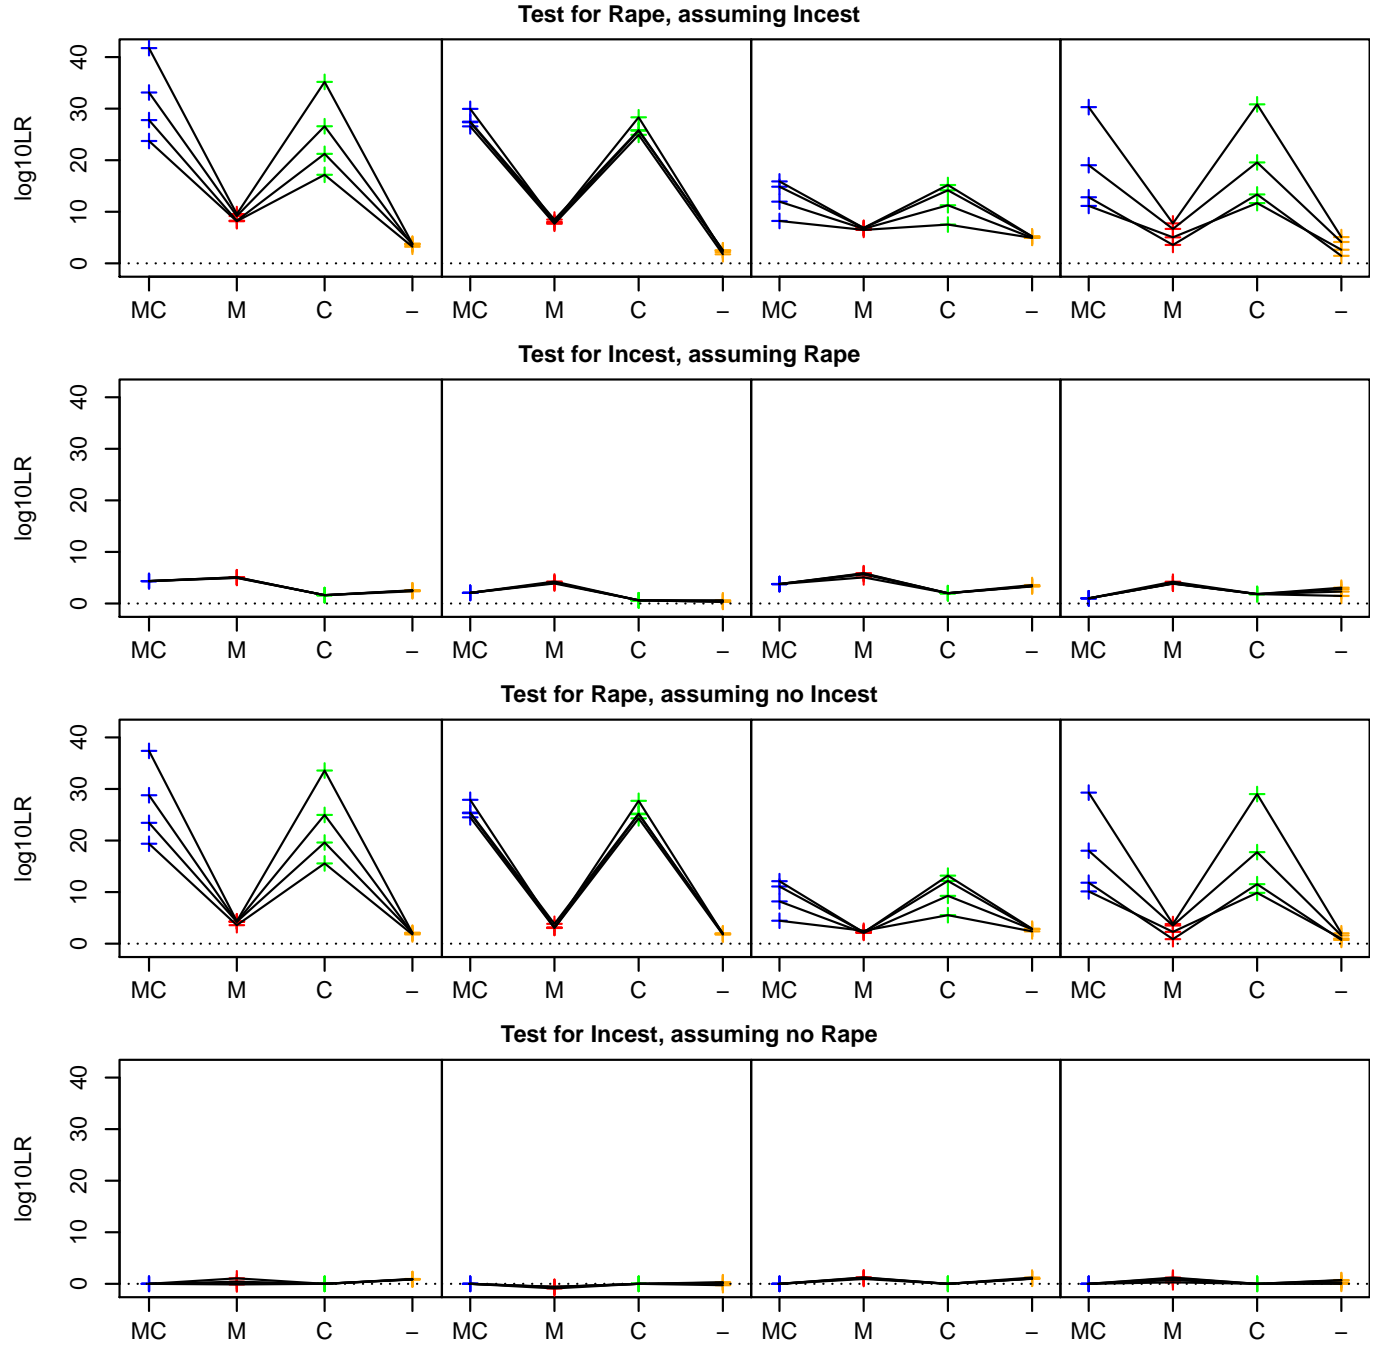 Test for Rape, assuming Incest
log10LR
40
30
20
10
0
MC M C – MC M C – MC M C – MC M C –
Test for Incest, assuming Rape
log10LR
40
30
20
10
0
MC M C – MC M C – MC M C – MC M C –
Test for Rape, assuming no Incest
log10LR
40
30
20
10
0
MC M C – MC M C – MC M C – MC M C –
Test for Incest, assuming no Rape
log10LR
40
30
20
10
0
MC M C – MC M C – MC M C – MC M C –